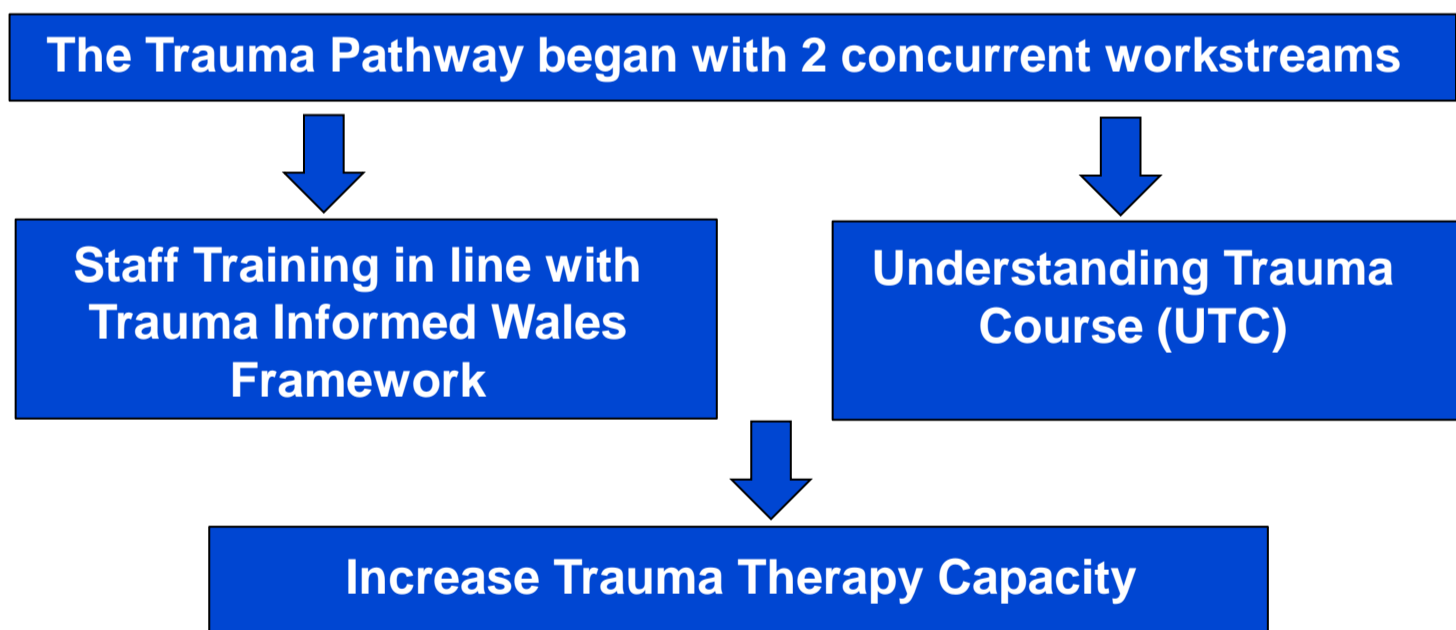 The Trauma Pathway began with 2 concurrent workstreams
Staff Training in line with
Trauma Informed Wales
Framework
Understanding Trauma
Course (UTC)
Increase Trauma Therapy Capacity